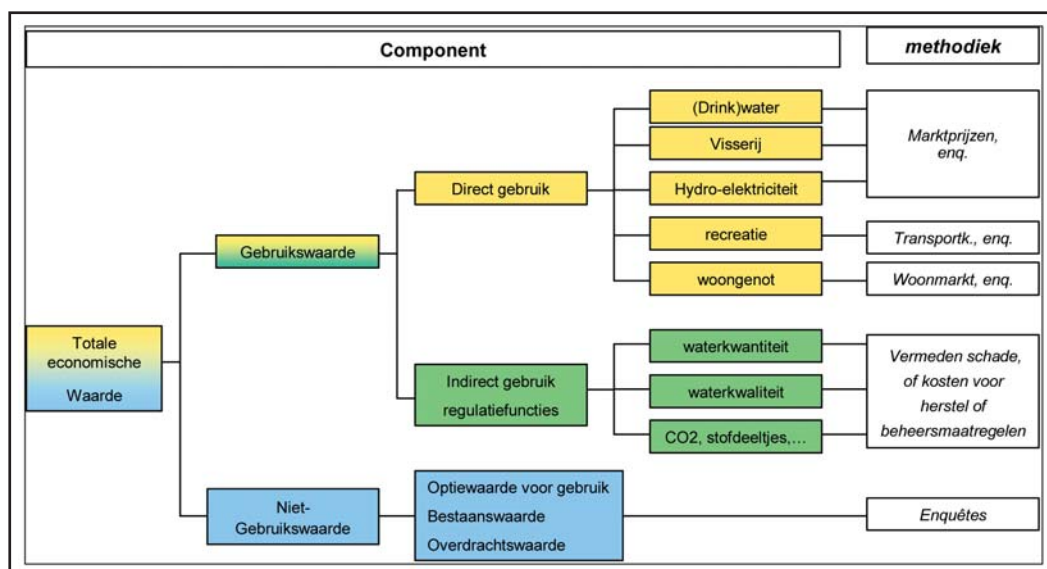 Component
methodiek
(Drink)water
Visserij
Hydro-elektriciteit
recreatie
woongenot
Marktprijzen,
enq.
Transportk., enq.
Woonmarkt, enq.
Direct gebruik
Gebruikswaarde
Totale
economische
Waarde
Indirect gebruik
regulatiefuncties
waterkwantiteit
waterkwaliteit
CO2, stofdeeltjes,…
Vermeden schade,
of kosten voor
herstel of
beheersmaatregelen
Niet-
Gebruikswaarde
Optiewaarde voor gebruik
Bestaanswaarde
Overdrachtswaarde
Enquêtes